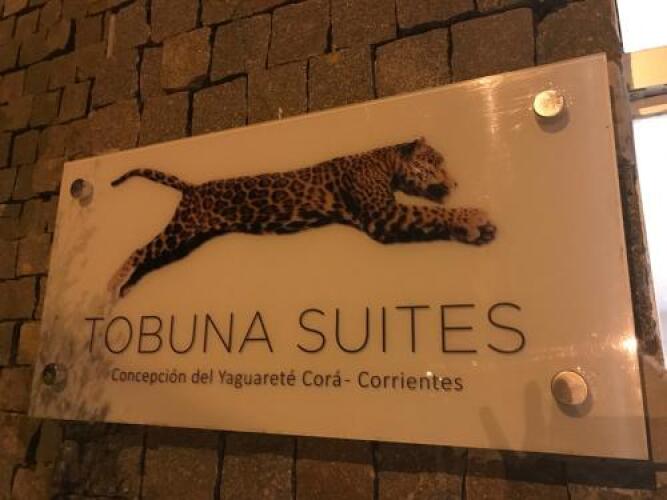 TOBUNA SUITES
Concepción del Yaguareté Corá - Corrientes